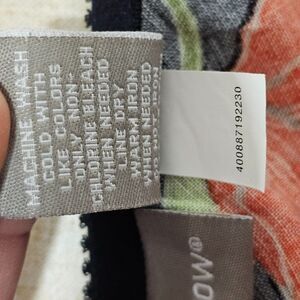 MACHINE WASH
COLD WITH
LIKE COLORS
ONLY NON-
CHLORINE BLEACH
WHEN NEEDED
LINE DRY
WARM IRON
WHEN NEEDED
400887192230
OW®